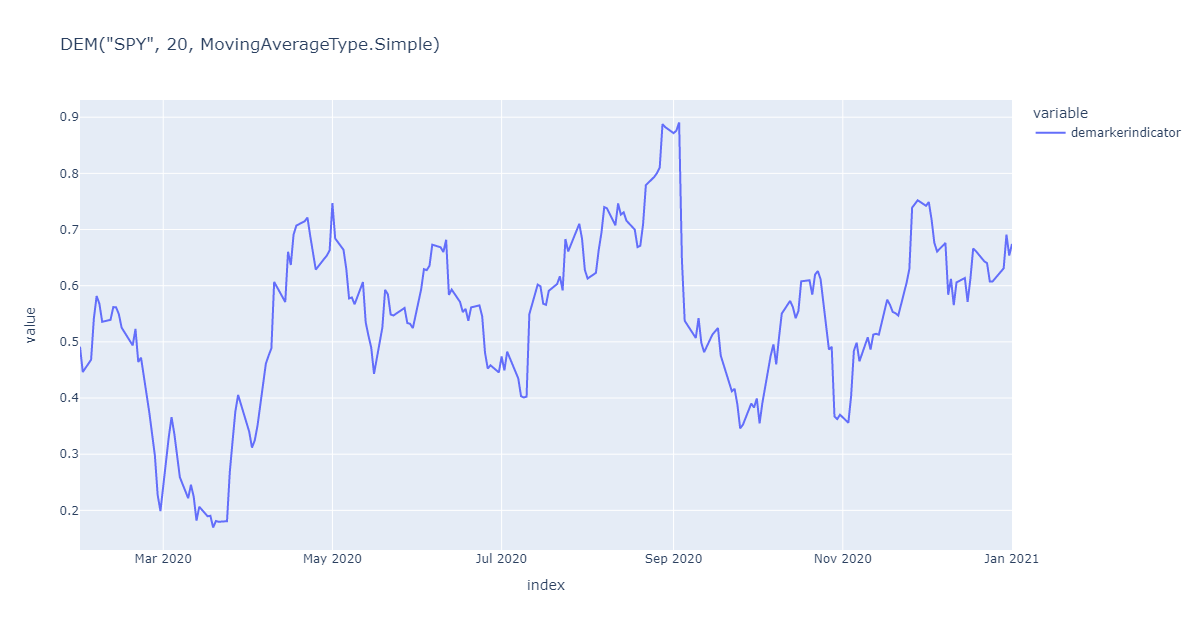 DEM("SPY", 20, MovingAverageType.Simple)
variable
demarkerindicator
value
0.9
0.8
0.7
0.6
0.5
0.4
0.3
0.2
Mar 2020
May 2020
Jul 2020
Sep 2020
Nov 2020
Jan 2021
index